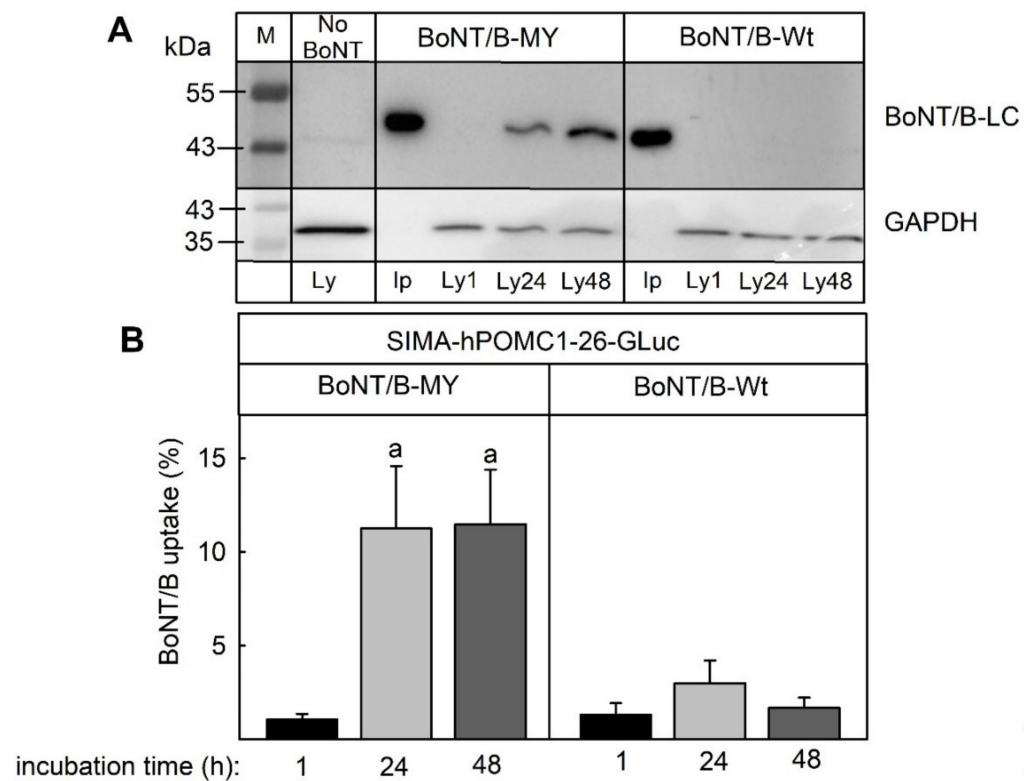 A
kDa
M
No
BoNT
BoNT/B-MY
BoNT/B-Wt
55
43
BoNT/B-LC
43
35
GAPDH
Ly
Ip
Ly1
Ly24
Ly48
Ip
Ly1
Ly24
Ly48
B
SIMA-hPOMC1-26-GLuc
BoNT/B-MY
BoNT/B-Wt
BoNT/B uptake (%)
15
10
5
a
a
incubation time (h): 1 24 48 1 24 48